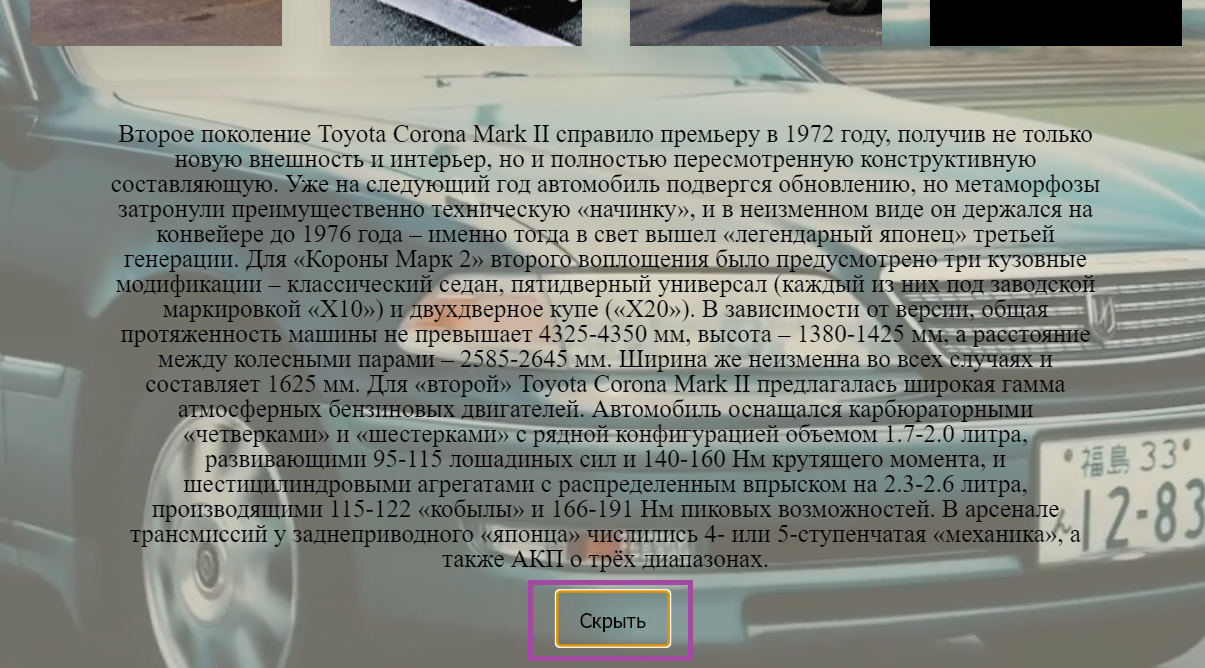 Второе поколение Toyota Corona Mark II справило премьеру в 1972 году, получив не только
новую внешность и интерьер, но и полностью пересмотренную конструктивную
составляющую. Уже на следующий год автомобиль подвергся обновлению, но метаморфозы
затронули преимущественно техническую «начинку», и в неизменном виде он держался на
конвейере до 1976 года – именно тогда в свет вышел «легендарный японец» третьей
генерации. Для «Короны Марк 2» второго воплощения было предусмотрено три кузовные
модификации – классический седан, пятидверный универсал (каждый из них под заводской
маркировкой «X10») и двухдверное купе («X20»). В зависимости от версии, общая
протяженность машины не превышает 4325-4350 мм, высота – 1380-1425 мм, а расстояние
между колесными парами – 2585-2645 мм. Ширина же неизменна во всех случаях и
составляет 1625 мм. Для «второй» Toyota Corona Mark II предлагалась широкая гамма
атмосферных бензиновых двигателей. Автомобиль оснащался карбюраторными
«четверками» и «шестерками» с рядной конфигурацией объемом 1.7-2.0 литра,
развивающими 95-115 лошадиных сил и 140-160 Нм крутящего момента, и
шестицилиндровыми агрегатами с распределенным впрыском на 2.3-2.6 литра,
производящими 115-122 «кобылы» и 166-191 Нм пиковых возможностей. В арсенале
трансмиссий у заднеприводного «японца» числились 4- или 5-ступенчатая «механика», а
также АКП о трёх диапазонах.
福島 33
ん 12-83
Скрыть